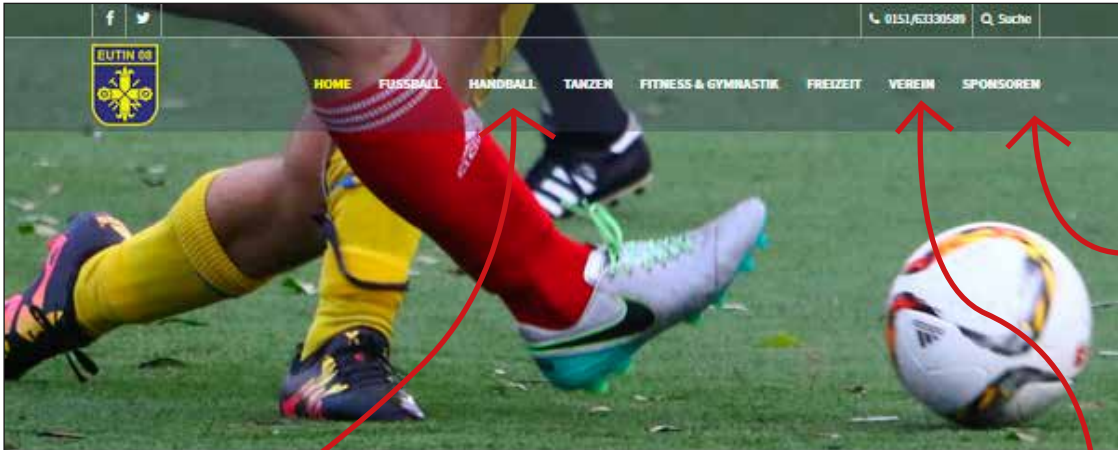 0151/63330589 Suche
EUTIN 08
HOME FUSSBALL HANDBALL TANZEN FITNESS & GYMNASTIK FREIZEIT VEREIN SPONSOREN